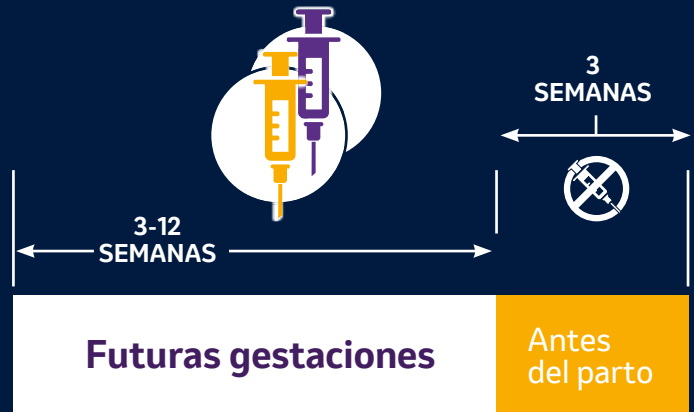 3
SEMANAS
3-12
SEMANAS
Futuras gestaciones
Antes
del parto